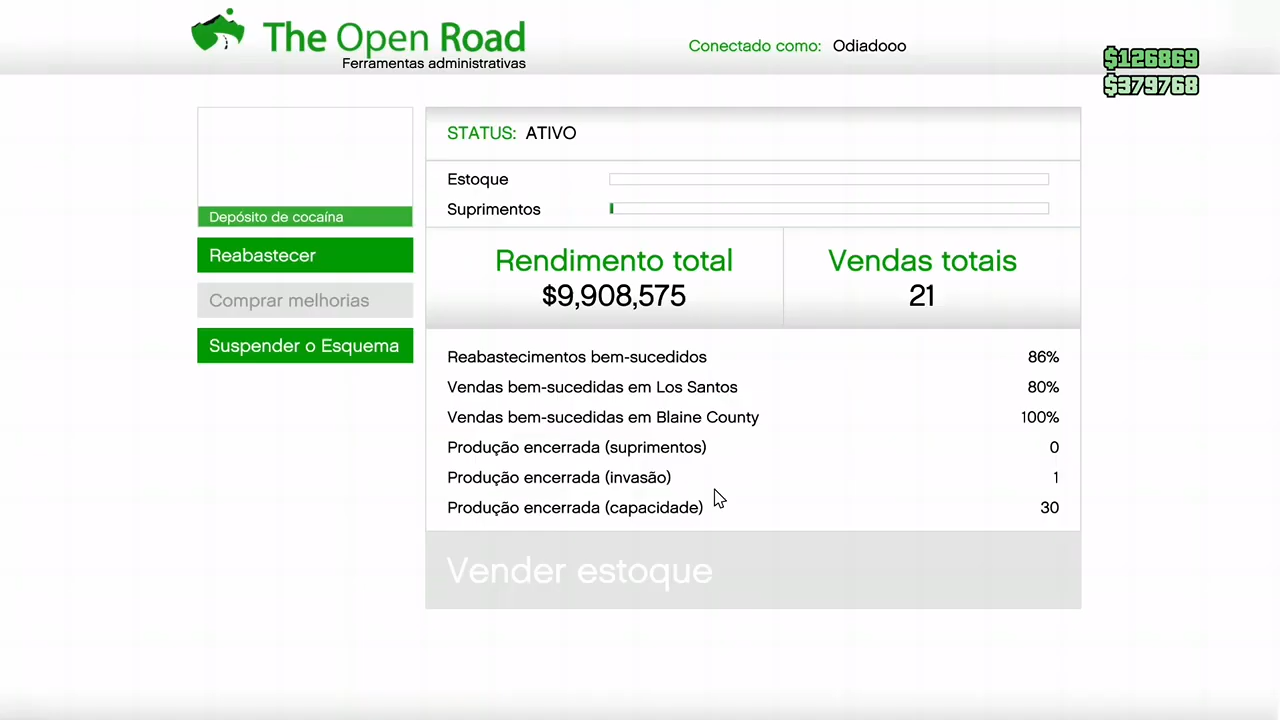 The Open Road
Ferramentas administrativas
Conectado como: Odiadooo
$126869
$379768
Depósito de cocaína
Reabastecer
Comprar melhorias
Suspender o Esquema
STATUS: ATIVO
Estoque
Suprimentos
Rendimento total
$9,908,575
Vendas totais
21
Reabastecimentos bem-sucedidos 86%
Vendas bem-sucedidas em Los Santos 80%
Vendas bem-sucedidas em Blaine County 100%
Produção encerrada (suprimentos) 0
Produção encerrada (invasão) 1
Produção encerrada (capacidade) 30
Vender estoque